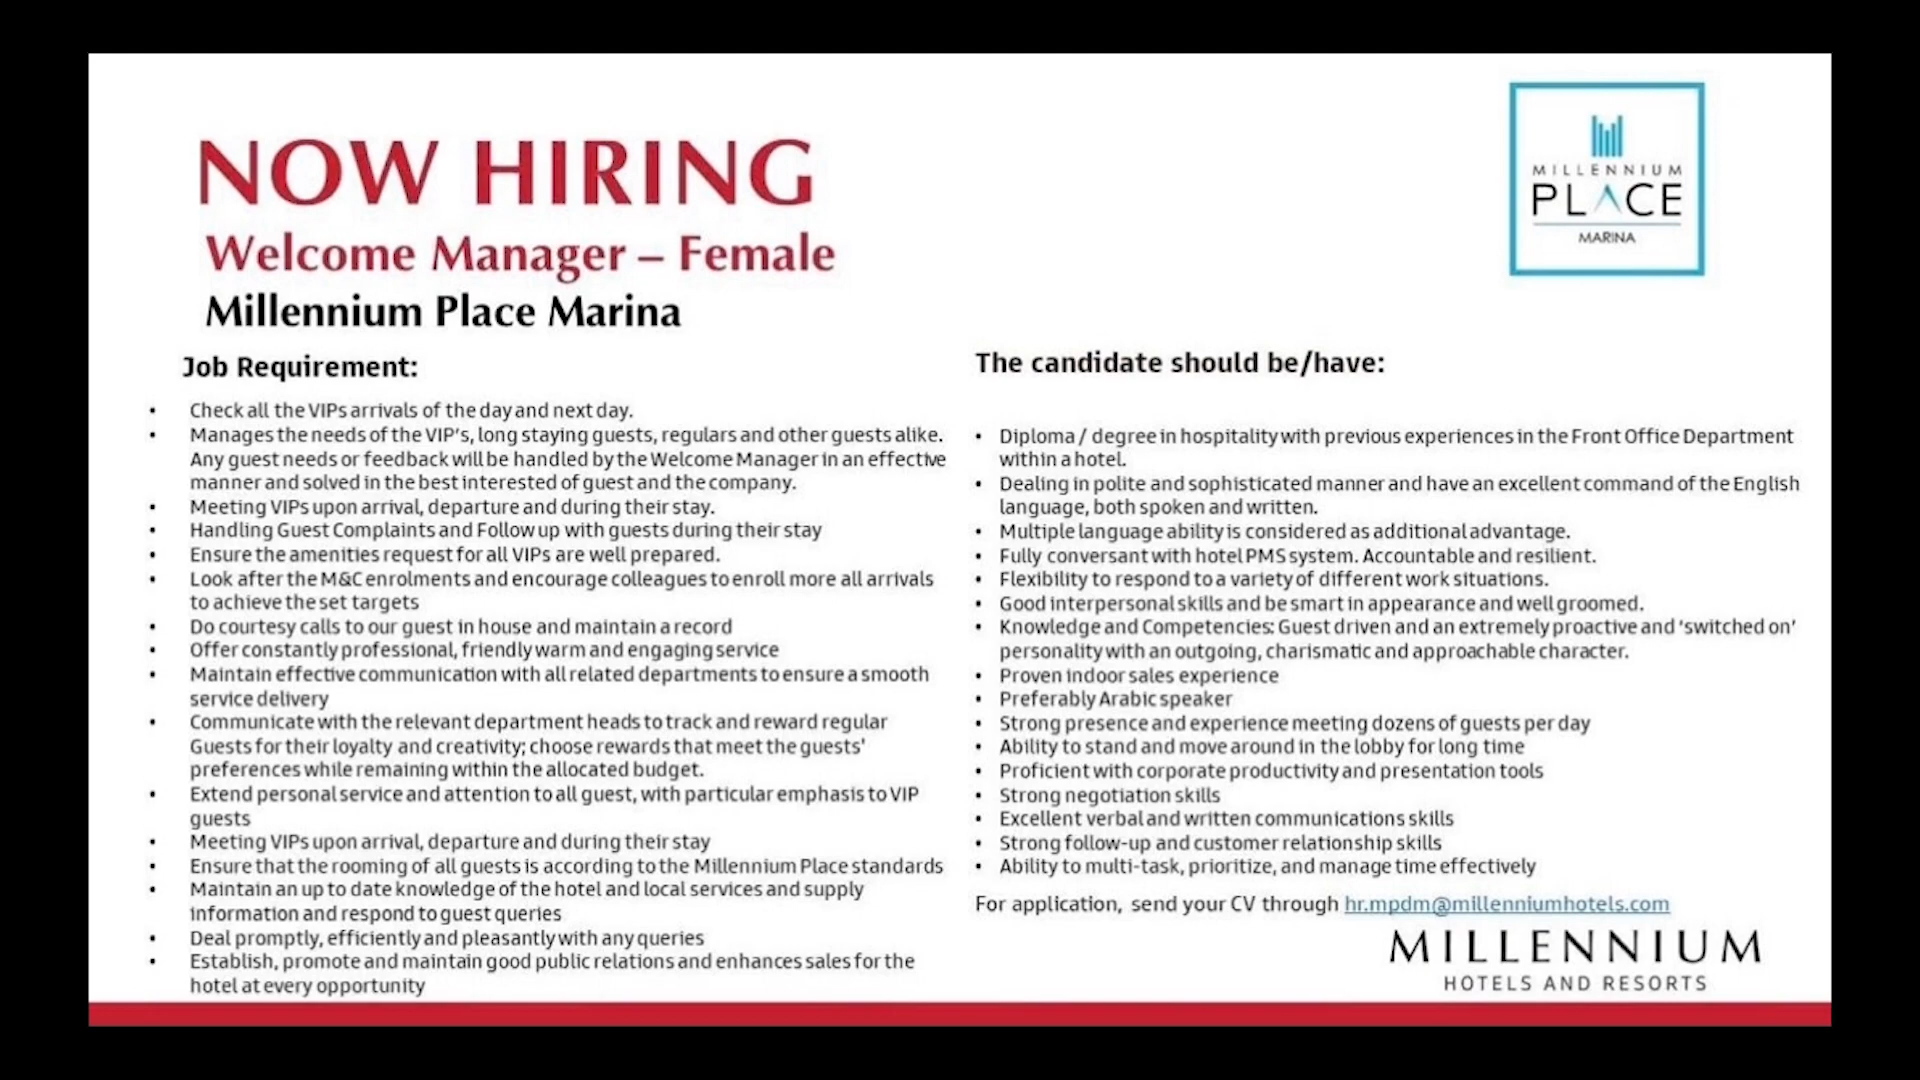 NOW HIRING
Welcome Manager – Female
Millennium Place Marina
MILLENNIUM
PLACE
MARINA
Job Requirement:
• Check all the VIPs arrivals of the day and next day.
• Manages the needs of the VIP's, long staying guests, regulars and other guests alike.
Any guest needs or feedback will be handled by the Welcome Manager in an effective
manner and solved in the best interested of guest and the company.
• Meeting VIPs upon arrival, departure and during their stay.
• Handling Guest Complaints and Follow up with guests during their stay
• Ensure the amenities request for all VIPs are well prepared.
• Look after the M&C enrolments and encourage colleagues to enroll more all arrivals
to achieve the set targets
• Do courtesy calls to our guest in house and maintain a record
• Offer constantly professional, friendly warm and engaging service
• Maintain effective communication with all related departments to ensure a smooth
service delivery
• Communicate with the relevant department heads to track and reward regular
Guests for their loyalty and creativity; choose rewards that meet the guests'
preferences while remaining within the allocated budget.
• Extend personal service and attention to all guest, with particular emphasis to VIP
guests
• Meeting VIPs upon arrival, departure and during their stay
• Ensure that the rooming of all guests is according to the Millennium Place standards
• Maintain an up to date knowledge of the hotel and local services and supply
information and respond to guest queries
• Deal promptly, efficiently and pleasantly with any queries
• Establish, promote and maintain good public relations and enhances sales for the
hotel at every opportunity
The candidate should be/have:
• Diploma / degree in hospitality with previous experiences in the Front Office Department
within a hotel.
• Dealing in polite and sophisticated manner and have an excellent command of the English
language, both spoken and written.
• Multiple language ability is considered as additional advantage.
• Fully conversant with hotel PMS system. Accountable and resilient.
• Flexibility to respond to a variety of different work situations.
• Good interpersonal skills and be smart in appearance and well groomed.
• Knowledge and Competencies: Guest driven and an extremely proactive and ‘switched on’
personality with an outgoing, charismatic and approachable character.
• Proven indoor sales experience
• Preferably Arabic speaker
• Strong presence and experience meeting dozens of guests per day
• Ability to stand and move around in the lobby for long time
• Proficient with corporate productivity and presentation tools
• Strong negotiation skills
• Excellent verbal and written communications skills
• Strong follow-up and customer relationship skills
• Ability to multi-task, prioritize, and manage time effectively
For application, send your CV through hr.mpdm@millenniumhotels.com
MILLENNIUM
HOTELS AND RESORTS